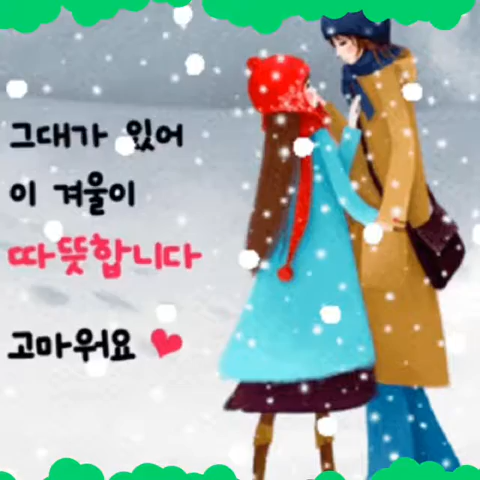 그대가 있어
이 겨울이
따뜻합니다
고마워요